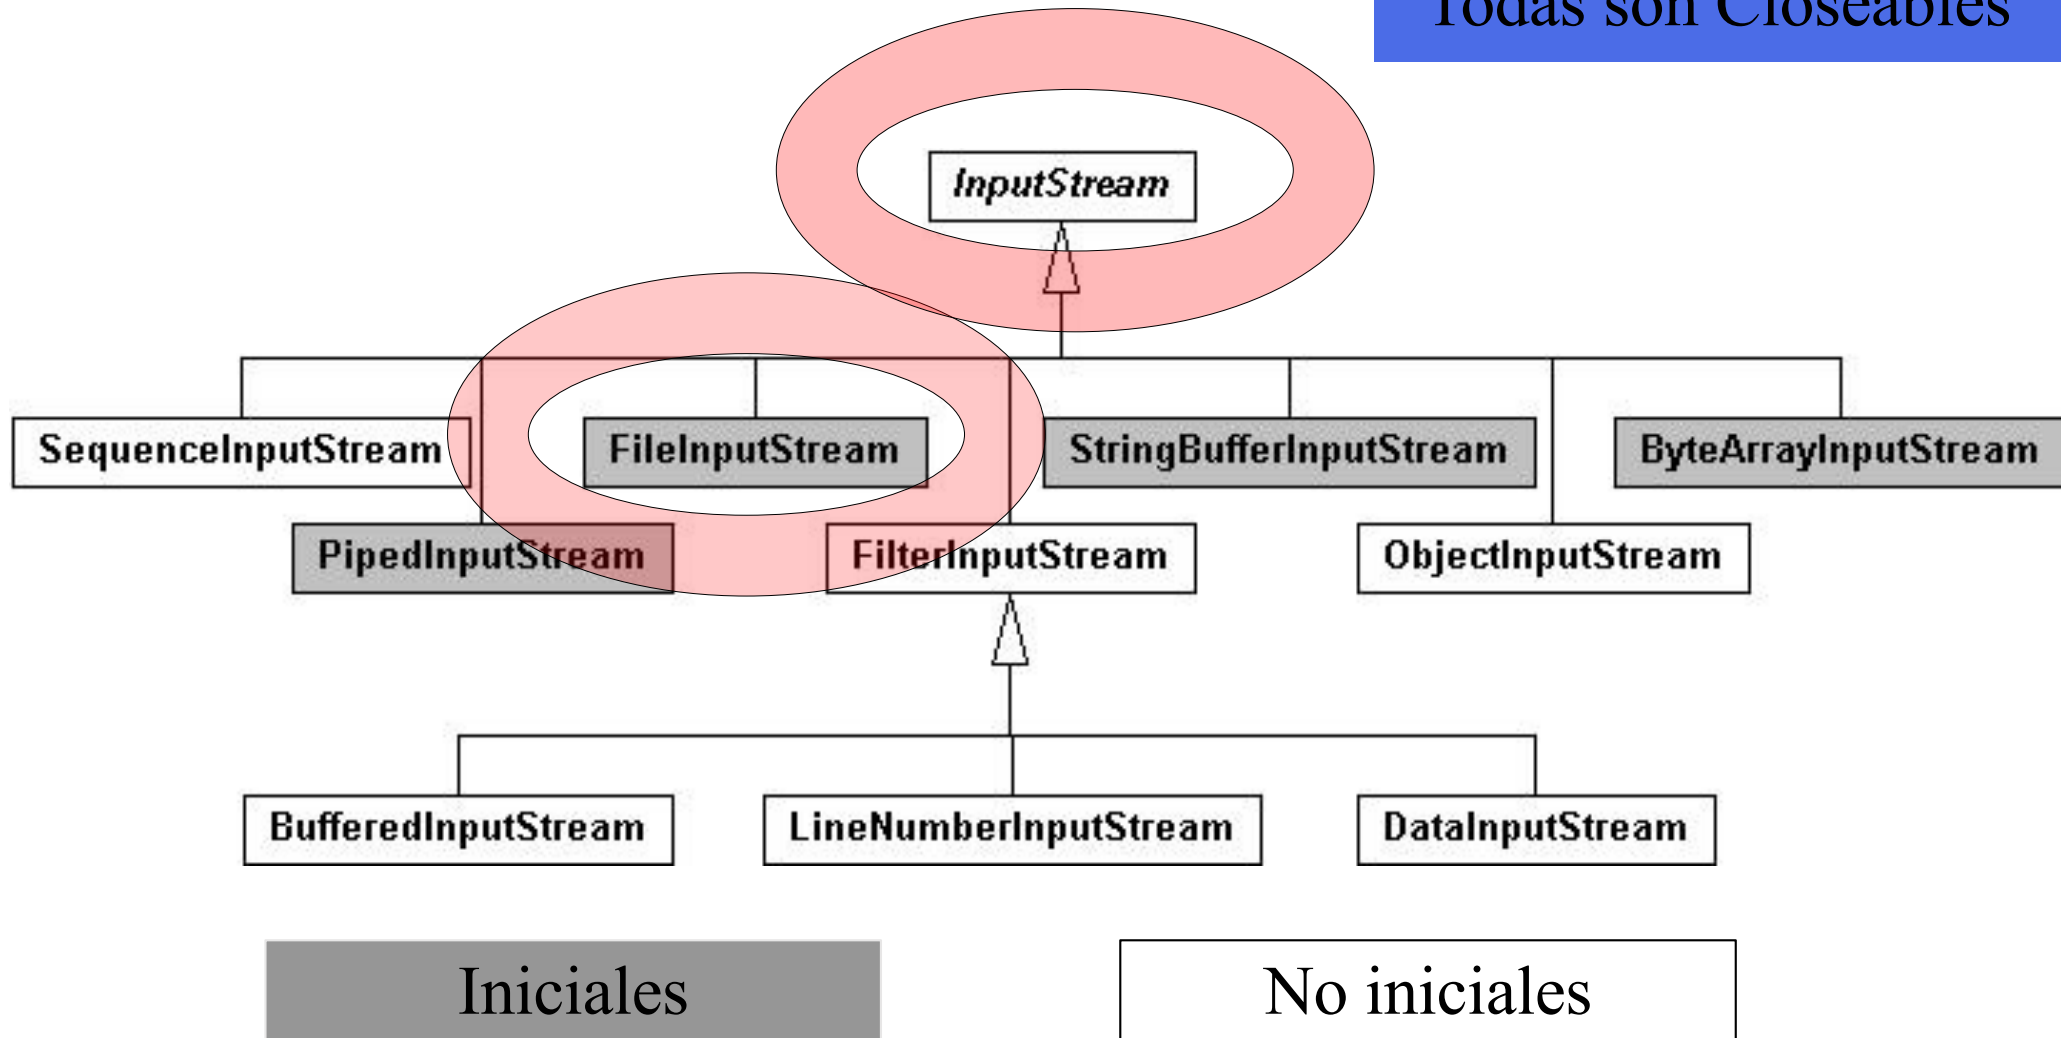 Todas son Closeables
InputStream
SequenceInputStream
FileInputStream
StringBufferInputStream
ByteArrayInputStream
PipedInputStream
FilterInputStream
ObjectInputStream
BufferedInputStream
LineNumberInputStream
DataInputStream
Iniciales
No iniciales